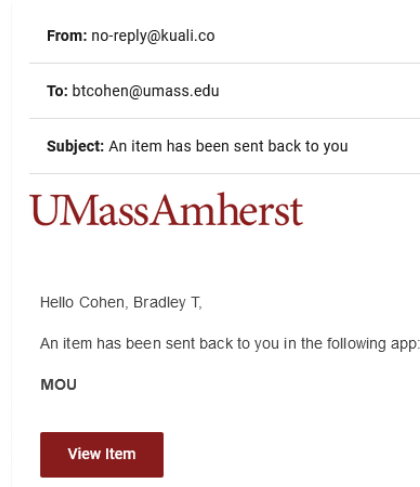 From: no-reply@kuali.co
To: btcohen@umass.edu
Subject: An item has been sent back to you
UMassAmherst
Hello Cohen, Bradley T,
An item has been sent back to you in the following app:
MOU
View Item